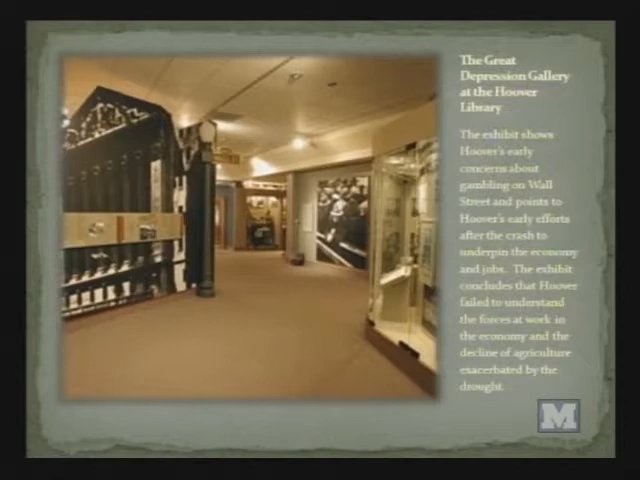 The Great
Depression Gallery
at the Hoover
Library
The exhibit shows
Hoover's early
concerns about
gambling on Wall
Street and points to
Hoover's early efforts
after the crash to
underpin the economy
and jobs. The exhibit
concludes that Hoover
failed to understand
the forces at work in
the economy and the
decline of agriculture
exacerbated by the
drought.
M